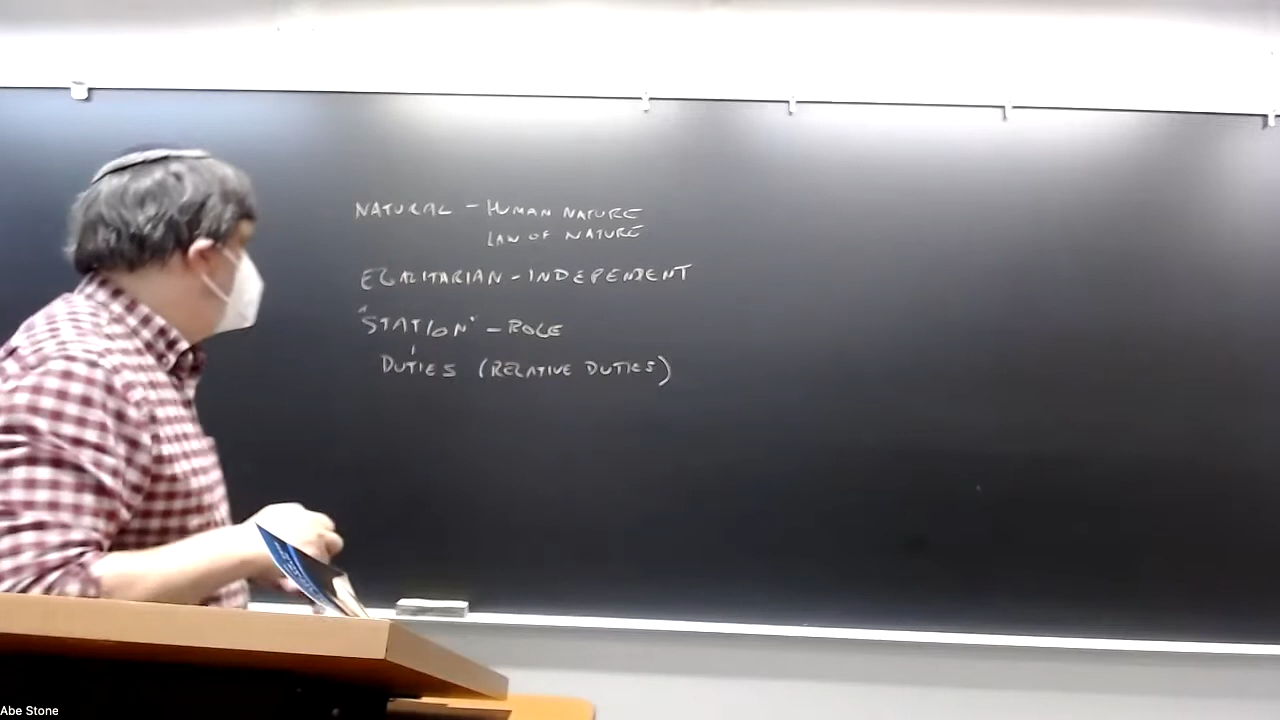 NATURAL - HUMAN NATURE
LAW OF NATURE
EGALITARIAN - INDEPENDENT
"STATION" - ROLE
DUTIES (RELATIVE DUTIES)
Abe Stone